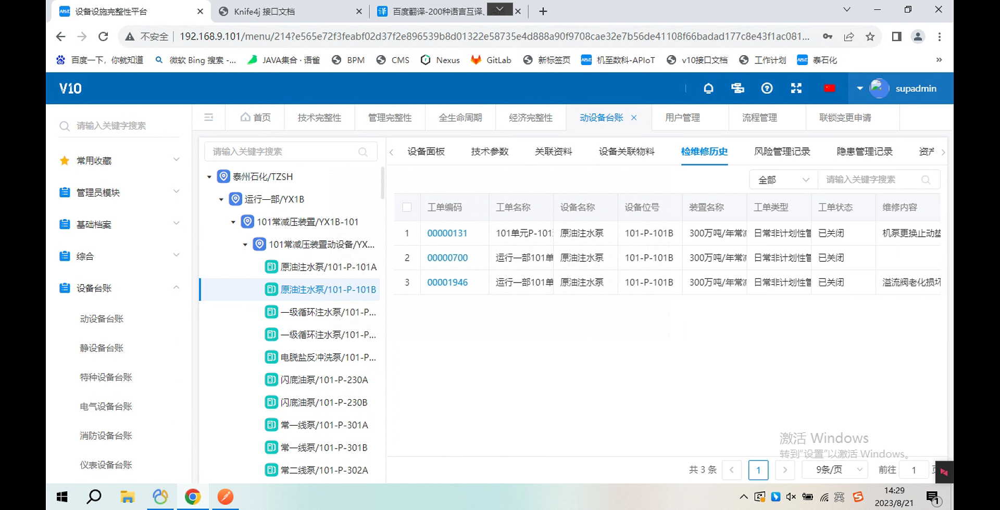 设备设施完整性平台
Knife4j 接口文档
百度翻译-200种语言互译、
不安全
192.168.9.101/menu/214?e565e72f3feabf02d37f2e896539b8d01322e58735e4d888a90f9708cae32e7b56de41108f66badad177c8e43f1ac081...
百度一下，你就知道
微软 Bing 搜索 -...
JAVA集合 · 语雀
BPM
CMS
Nexus
GitLab
新标签页
机至数科-APIoT
v10接口文档
工作计划
泰石化
V10
supadmin
请输入关键字搜索
首页
技术完整性
管理完整性
全生命周期
经济完整性
动设备台账
用户管理
流程管理
联锁变更申请
常用收藏
管理员模块
基础档案
综合
设备台账
动设备台账
静设备台账
特种设备台账
电气设备台账
消防设备台账
仪表设备台账
请输入关键字搜索
泰州石化/TZSH
运行一部/YX1B
101常减压装置/YX1B-101
101常减压装置动设备/YX...
原油注水泵/101-P-101A
原油注水泵/101-P-101B
一级循环注水泵/101-P...
一级循环注水泵/101-P...
电脱盐反冲洗泵/101-P...
闪底油泵/101-P-230A
闪底油泵/101-P-230B
常一线泵/101-P-301A
常一线泵/101-P-301B
常二线泵/101-P-302A
设备面板
技术参数
关联资料
设备关联物料
检维修历史
风险管理记录
隐患管理记录
资产
全部
请输入关键字搜索
工单编码 工单名称 设备名称 设备位号 装置名称 工单类型 工单状态 维修内容
1 00000131 101单元P-101 原油注水泵 101-P-101B 300万吨/年常减 日常非计划性管 已关闭 机泵更换止动垫
2 00000700 运行一部101单 原油注水泵 101-P-101B 300万吨/年常减 日常非计划性管 已关闭
3 00001946 运行一部101单 原油注水泵 101-P-101B 300万吨/年常减 日常非计划性管 已关闭 溢流阀老化损坏
激活 Windows
转到"设置"以激活 Windows。
共 3 条
1
9条/页
前往
1
英
14:29
2023/8/21
1